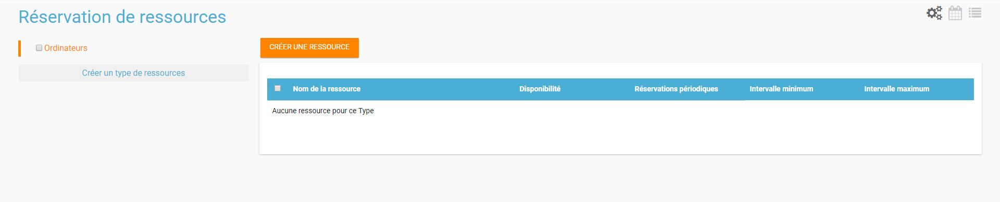 Réservation de ressources
Ordinateurs
Créer un type de ressources
CRÉER UNE RESSOURCE
Nom de la ressource Disponibilité Réservations périodiques Intervalle minimum Intervalle maximum
Aucune ressource pour ce Type